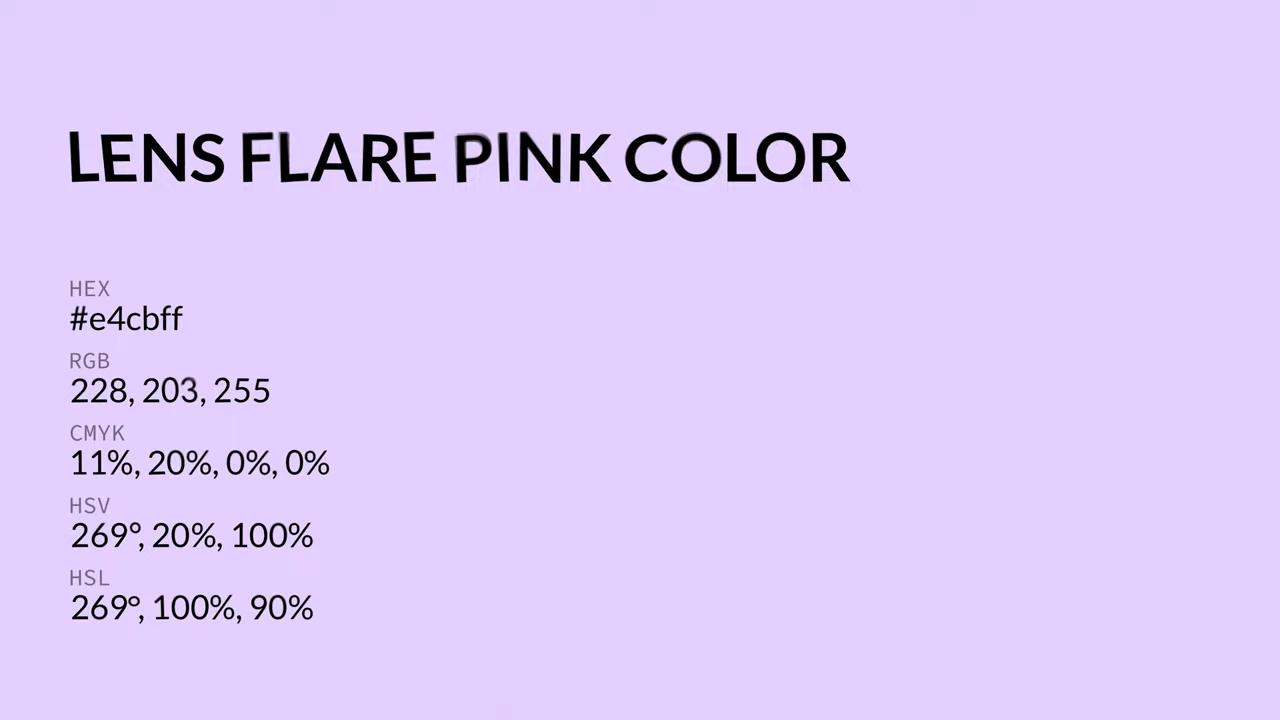 LENS FLARE PINK COLOR
HEX
#e4cbff
RGB
228, 203, 255
CMYK
11%, 20%, 0%, 0%
HSV
269°, 20%, 100%
HSL
269°, 100%, 90%